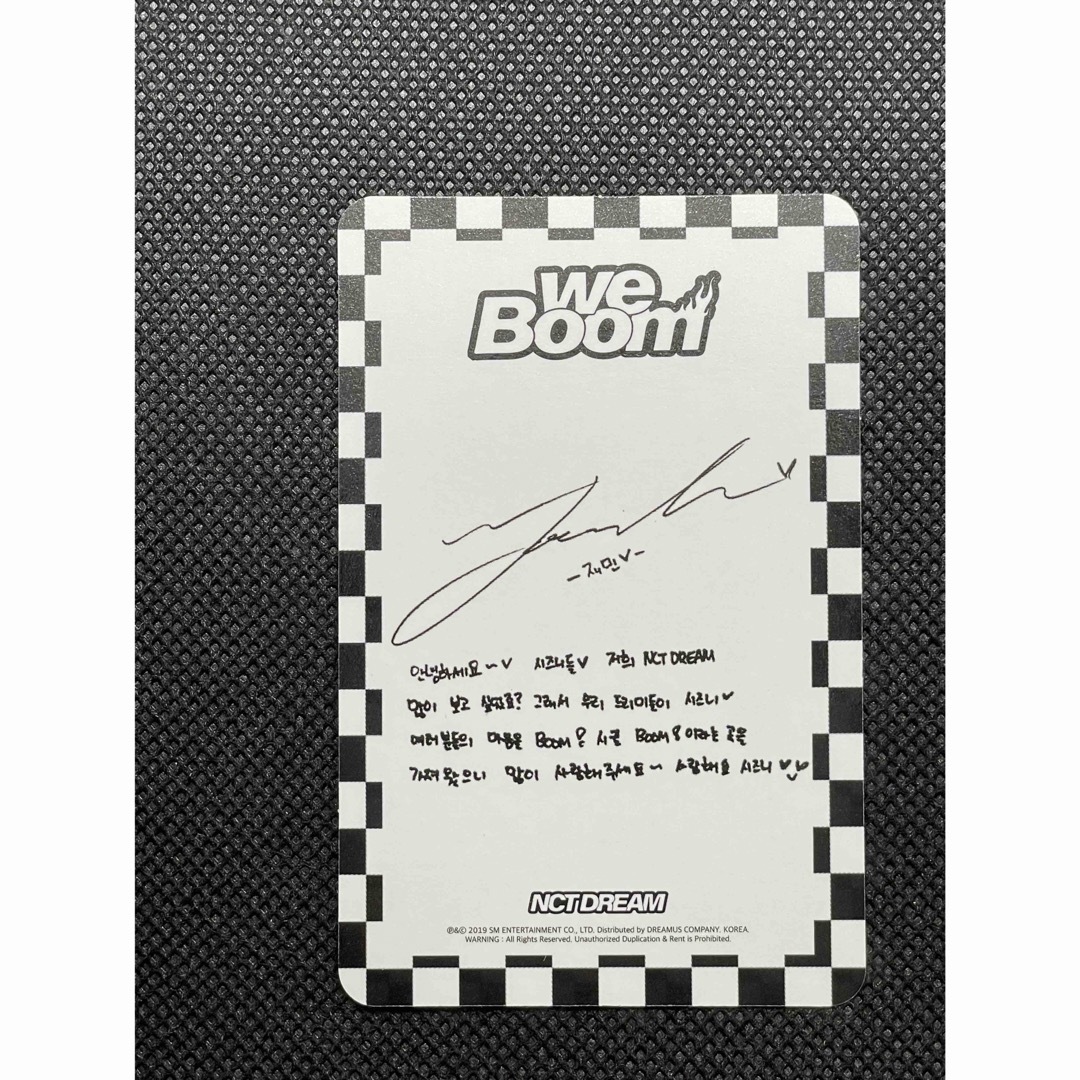 we
Boom
-재민♡-
안녕하세요~♡ 시즈니들♡ 저희 NCT DREAM
많이 보고 싶었죠? 그래서 우리 드리미들이 시즈니♡
여러분들의 마음을 BOOM! 시킬 BOOM!이라는 곡을
가져왔으니 많이 사랑해주세요~ 사랑해요 시즈니♡♡
NCT DREAM
℗&© 2019 SM ENTERTAINMENT CO., LTD. Distributed by DREAMUS COMPANY. KOREA.
WARNING : All Rights Reserved. Unauthorized Duplication & Rent is Prohibited.